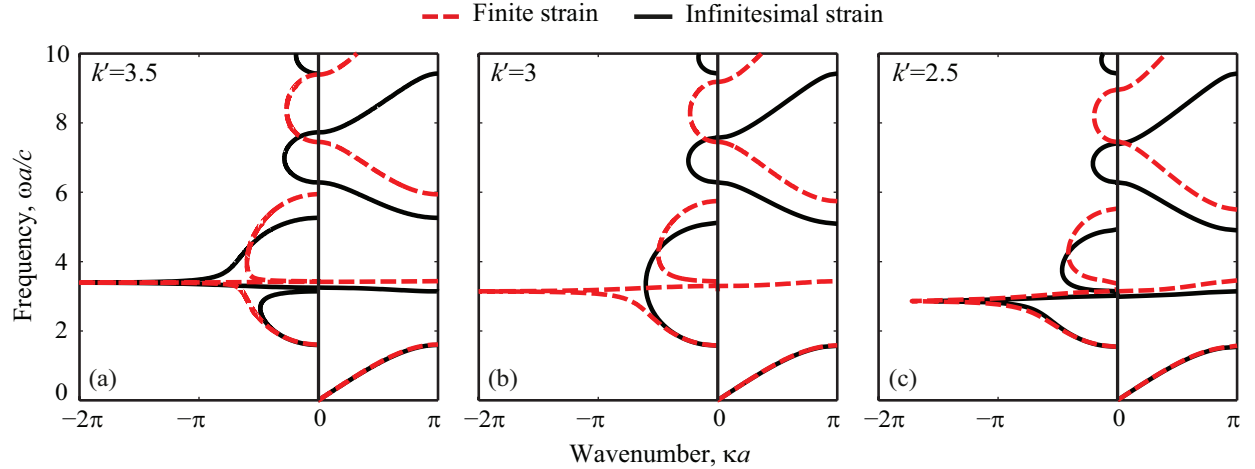 Finite strain Infinitesimal strain
k′=3.5 k′=3 k′=2.5
Frequency, ωa/c
10
8
6
4
2
0
(a) (b) (c)
−2π −π 0 π −2π −π 0 π −2π −π 0 π
Wavenumber, κa